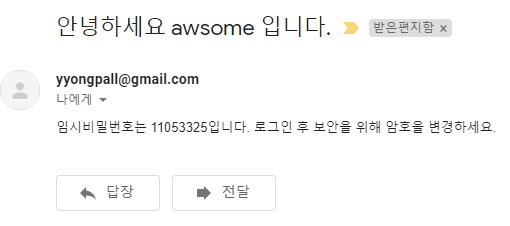 안녕하세요 awsome 입니다. 받은편지함 ×
yyongpall@gmail.com
나에게
임시비밀번호는 11053325입니다. 로그인 후 보안을 위해 암호을 변경하세요.
답장 전달